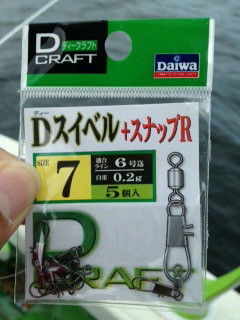 D
ディークラフト
CRAFT
Daiwa
ディー
Dスイベル+スナップR
SIZE
7
適合ライン 6号迄
自重 0.2g
5個入
D
CRAFT